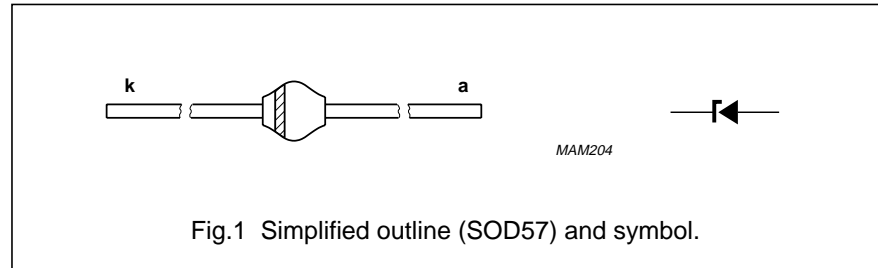 k
a
MAM204
Fig.1 Simplified outline (SOD57) and symbol.